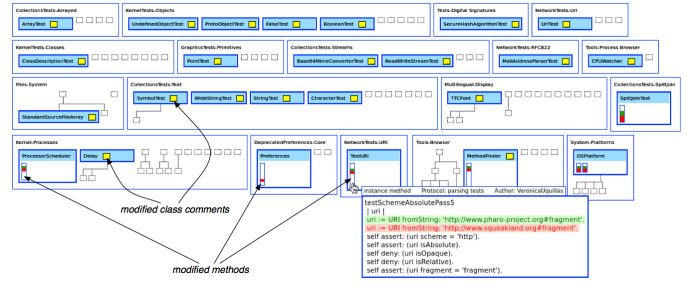 CollectionsTests-Arrayed
KernelTests-Objects
Tests-Digital Signatures
NetworkTests-Uri
ArrayTest
UndefinedObjectTest
ProtoObjectTest
FalseTest
BooleanTest
SecureHashAlgorithmTest
UrlTest
KernelTests-Classes
GraphicsTests-Primitives
CollectionsTests-Streams
NetworkTests-RFC822
Tools-Process Browser
ClassDescriptionTest
PointTest
Base64MimeConverterTest
ReadWriteStreamTest
MailAddressParserTest
CPUWatcher
Files-System
CollectionsTests-Text
Multilingual-Display
CollectionsTests-SplitJoin
StandardSourceFileArray
SymbolTest
WideStringTest
StringTest
CharacterTest
TTCFont
SplitJoinTest
Kernel-Processes
DeprecatedPreferences-Core
NetworkTests-URI
Tools-Browser
System-Platforms
ProcessorScheduler
Delay
Preferences
TestURI
MethodFinder
OSPlatform
modified class comments
modified methods
instance method Protocol: parsing tests Author: VeronicaUquillas
testSchemeAbsolutePass5
| uri |
uri := URI fromString: 'http://www.pharo-project.org#fragment'.
uri := URI fromString: 'http://www.squeakland.org#fragment'.
self assert: (uri scheme = 'http').
self assert: (uri isAbsolute).
self deny: (uri isOpaque).
self deny: (uri isRelative).
self assert: (uri fragment = 'fragment').